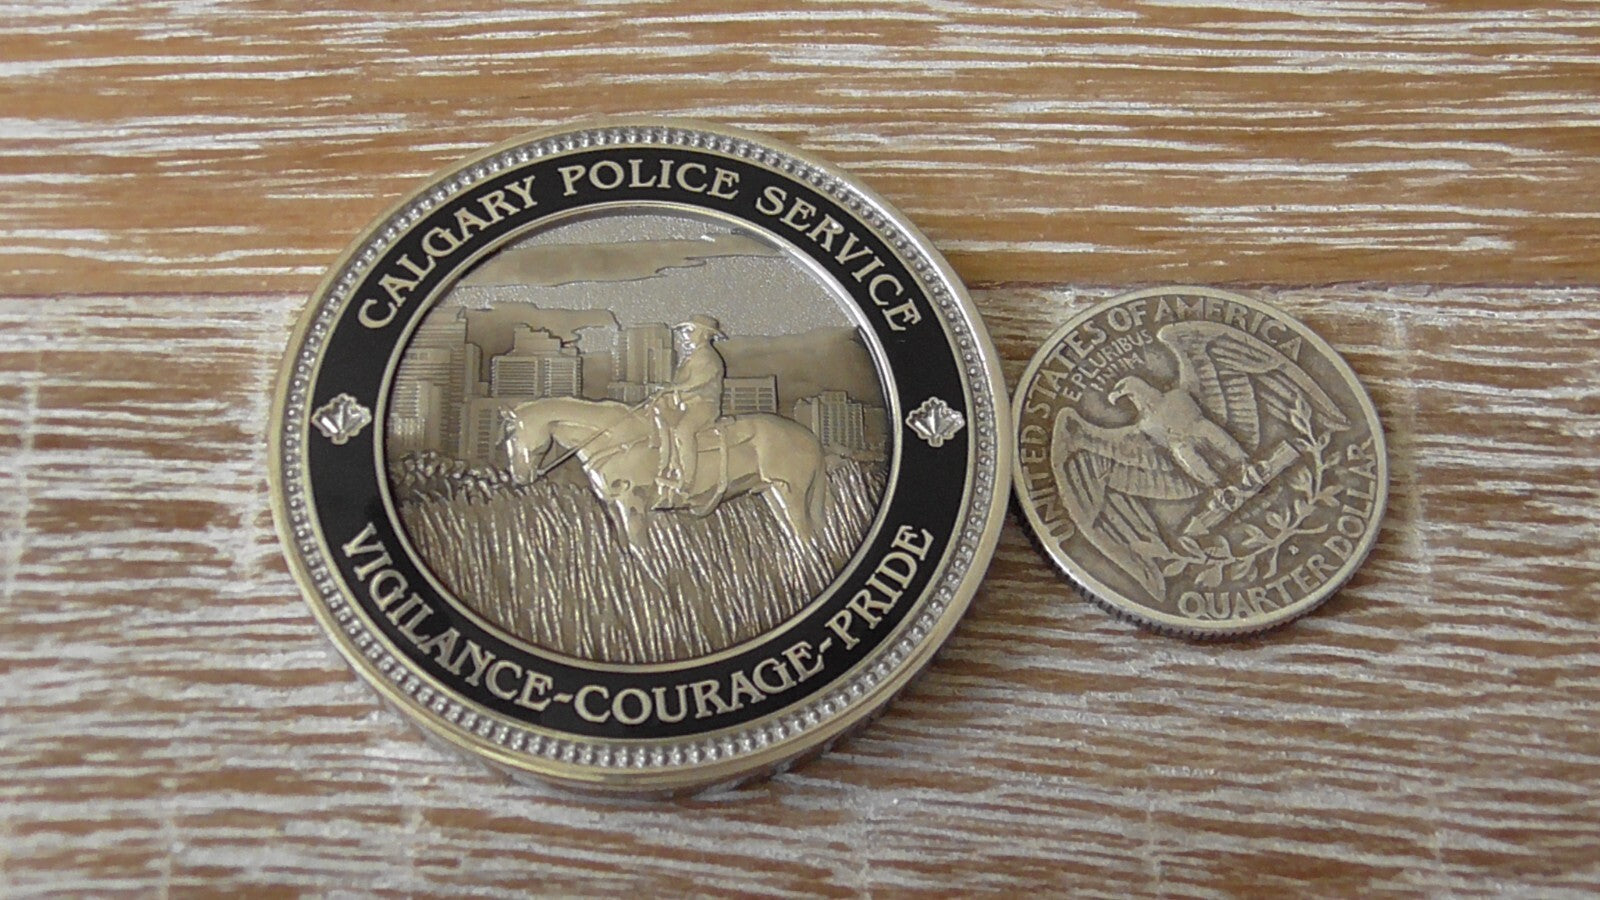 CALGARY POLICE SERVICE
VIGILANCE-COURAGE-PRIDE
UNITED STATES OF AMERICA
E PLURIBUS
UNUM
QUARTER DOLLAR